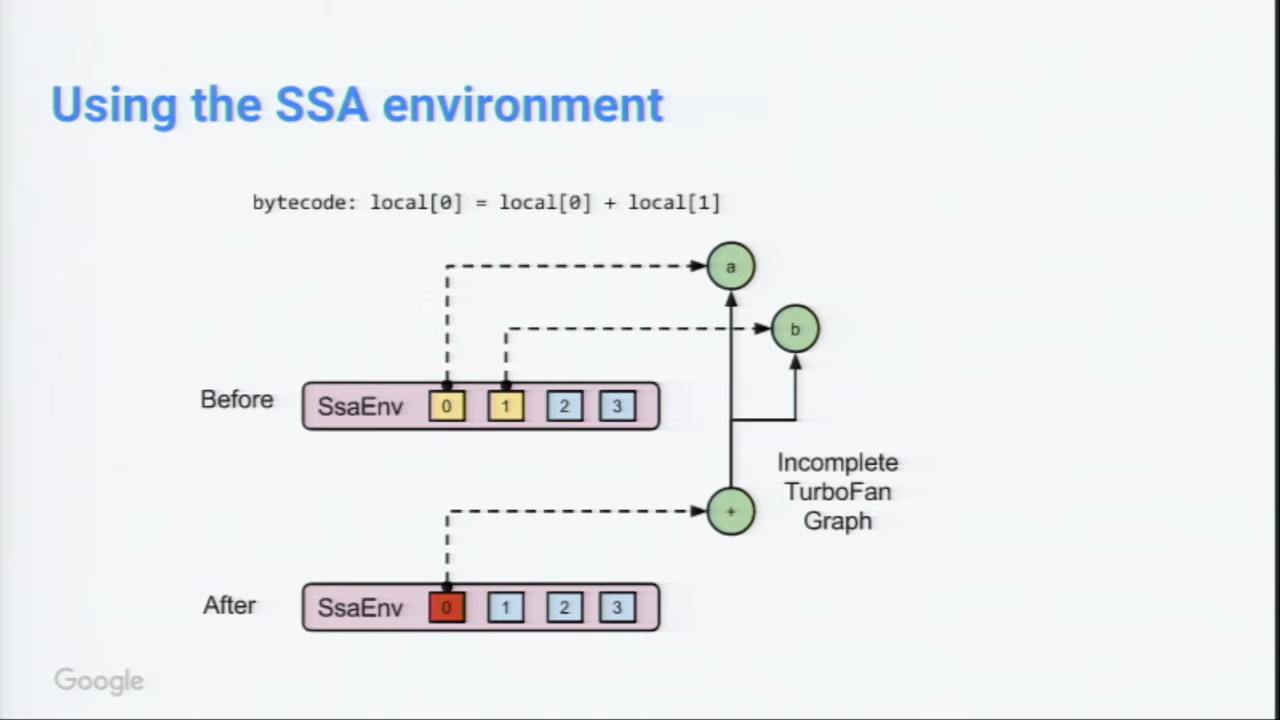 Using the SSA environment
bytecode: local[0] = local[0] + local[1]
a
b
Before
SsaEnv 0 1 2 3
Incomplete
TurboFan
Graph
+
After
SsaEnv 0 1 2 3
Google